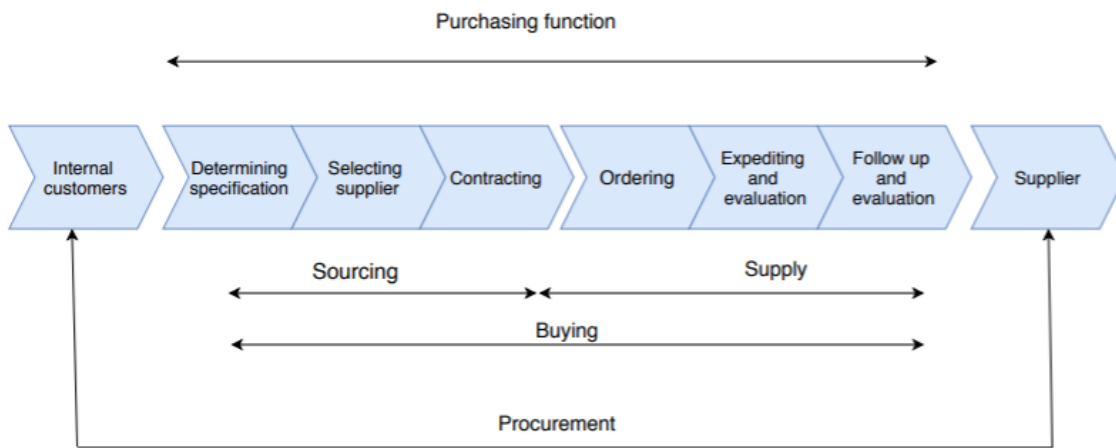 Purchasing function
Internal
customers
Determining
specification
Selecting
supplier
Contracting
Ordering
Expediting
and
evaluation
Follow up
and
evaluation
Supplier
Sourcing
Supply
Buying
Procurement